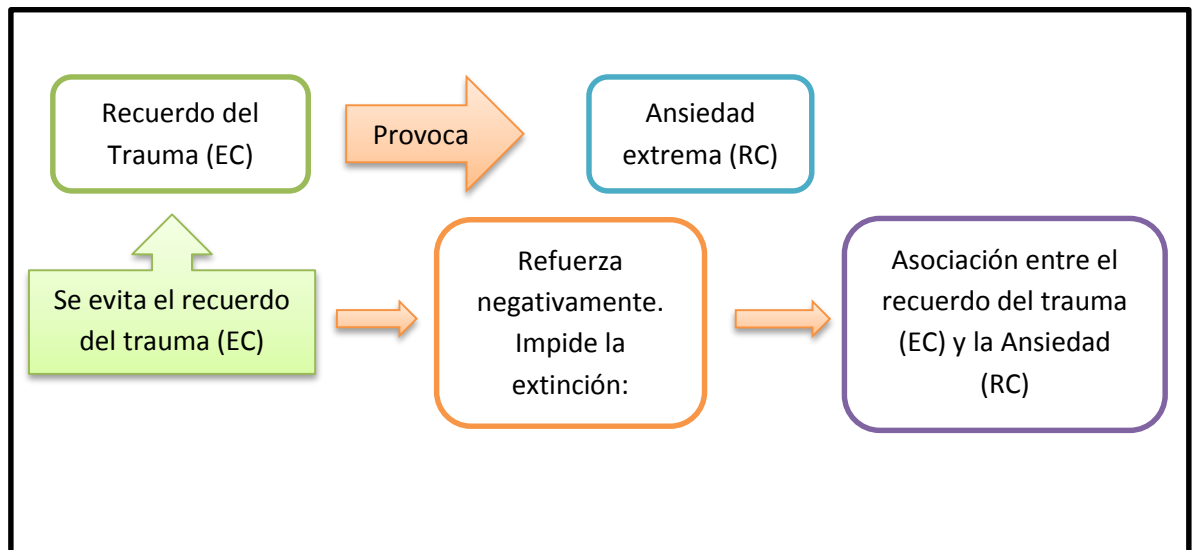 Recuerdo del
Trauma (EC)
Provoca
Ansiedad
extrema (RC)
Se evita el recuerdo
del trauma (EC)
Refuerza
negativamente.
Impide la
extinción:
Asociación entre el
recuerdo del trauma
(EC) y la Ansiedad
(RC)